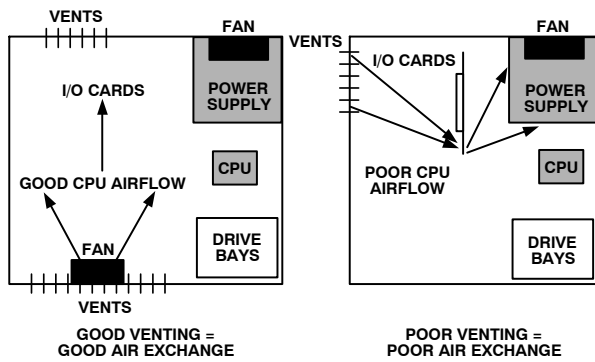 VENTS
FAN
I/O CARDS
POWER
SUPPLY
CPU
GOOD CPU AIRFLOW
FAN
DRIVE
BAYS
VENTS
GOOD VENTING =
GOOD AIR EXCHANGE
FAN
VENTS
I/O CARDS
POWER
SUPPLY
CPU
POOR CPU
AIRFLOW
DRIVE
BAYS
POOR VENTING =
POOR AIR EXCHANGE